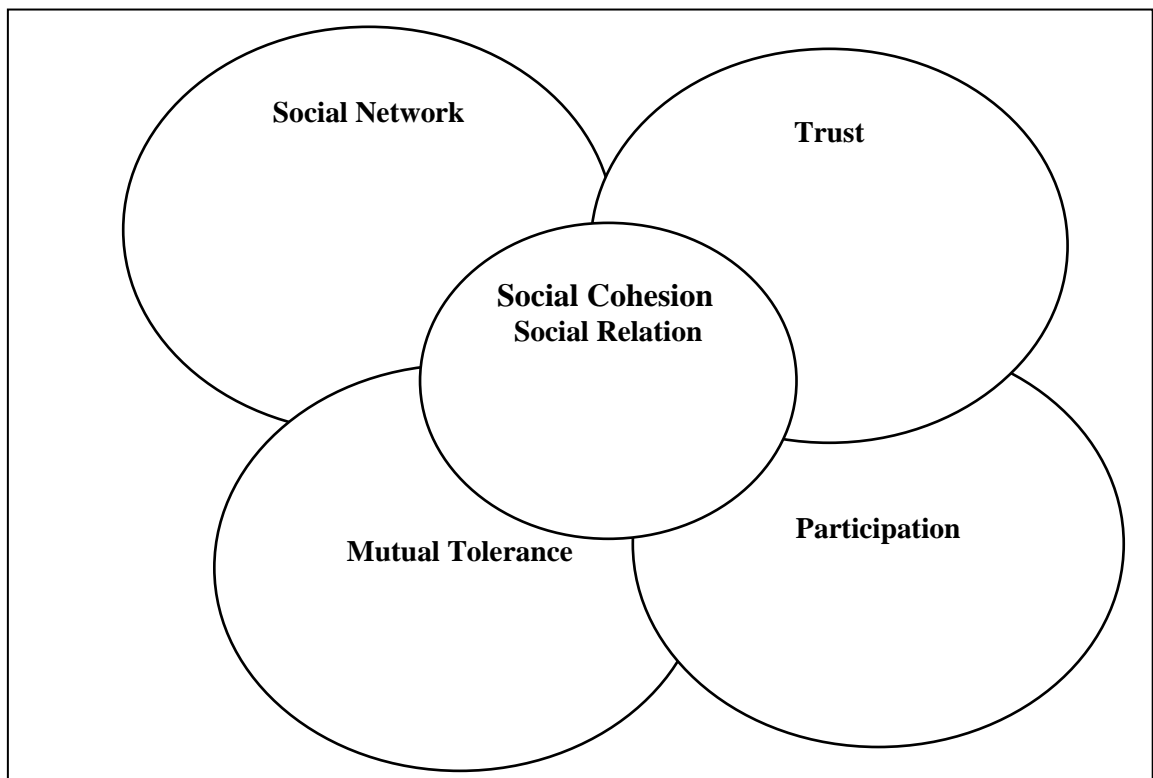 Social Network
Trust
Social Cohesion
Social Relation
Mutual Tolerance
Participation